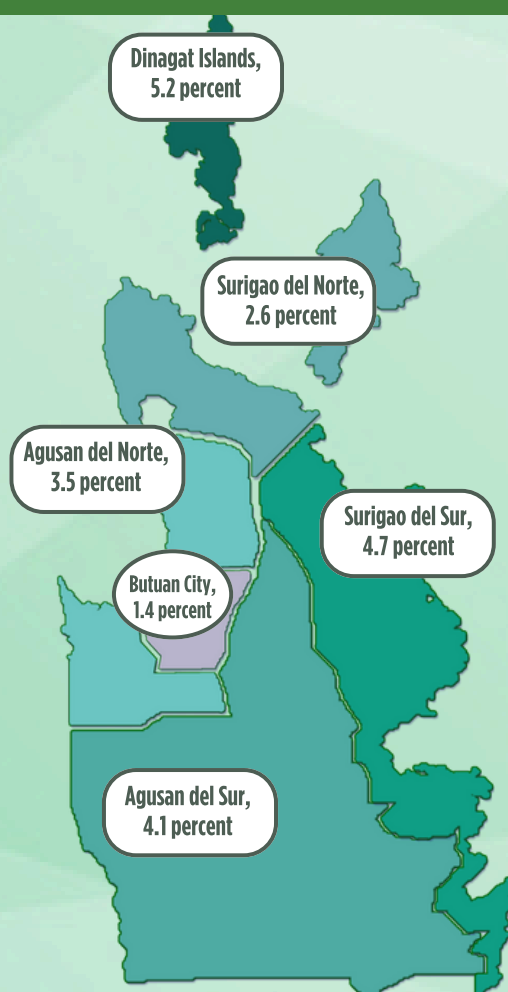 Dinagat Islands,
5.2 percent
Surigao del Norte,
2.6 percent
Agusan del Norte,
3.5 percent
Surigao del Sur,
4.7 percent
Butuan City,
1.4 percent
Agusan del Sur,
4.1 percent